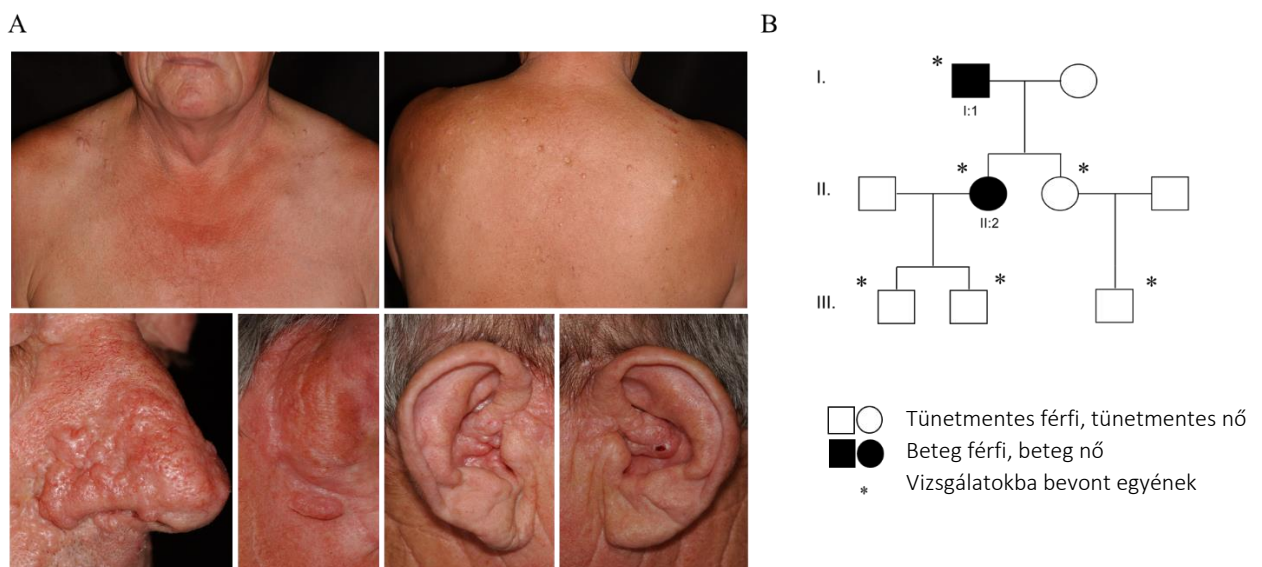 A
B
I.
*
I:1
II.
*
*
II:2
III.
*
*
*
Tünetmentes férfi, tünetmentes nő
Beteg férfi, beteg nő
* Vizsgálatokba bevont egyének